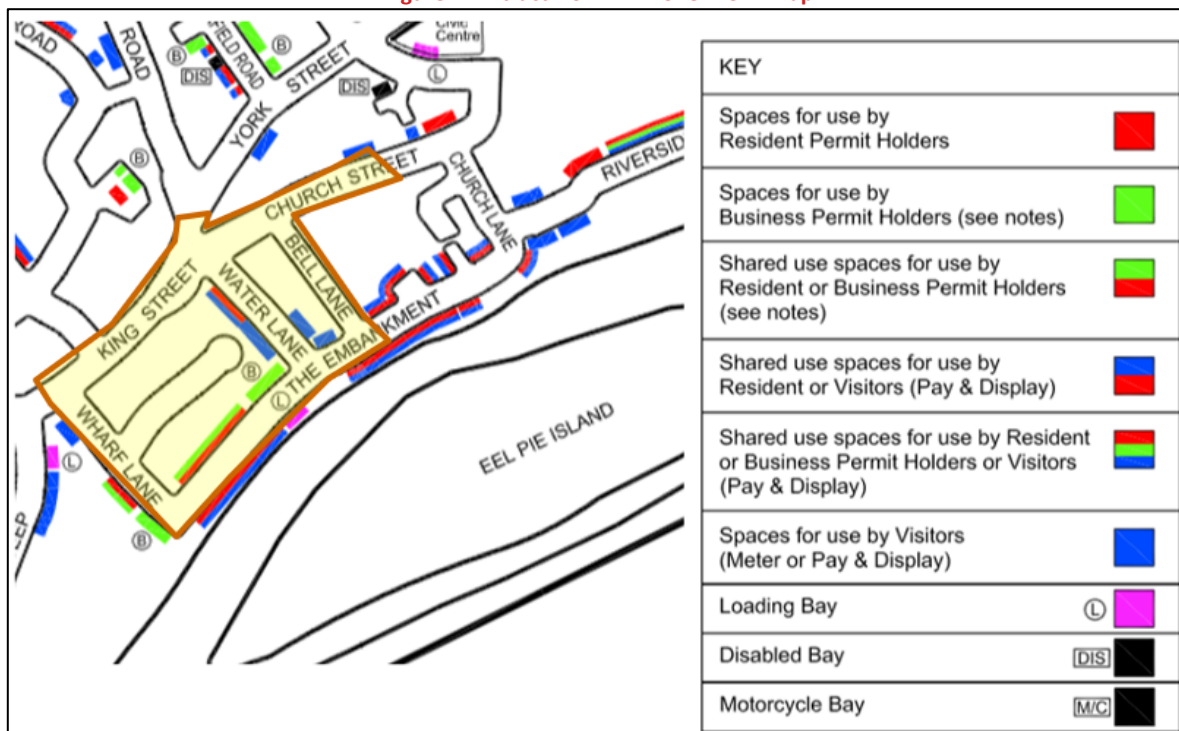 ROAD
ROAD
FIELD ROAD
B
DIS
B
YORK STREET
Civic
Centre
L
DIS
B
CHURCH STREET
CHURCH LANE
RIVERSID
KING STREET
WATER LANE
BELL LANE
THE EMBANKMENT
B
L
WHARF LANE
L
B
EEL PIE ISLAND
KEY
Spaces for use by
Resident Permit Holders
Spaces for use by
Business Permit Holders (see notes)
Shared use spaces for use by
Resident or Business Permit Holders
(see notes)
Shared use spaces for use by
Resident or Visitors (Pay & Display)
Shared use spaces for use by Resident
or Business Permit Holders or Visitors
(Pay & Display)
Spaces for use by Visitors
(Meter or Pay & Display)
Loading Bay L
Disabled Bay DIS
Motorcycle Bay M/C